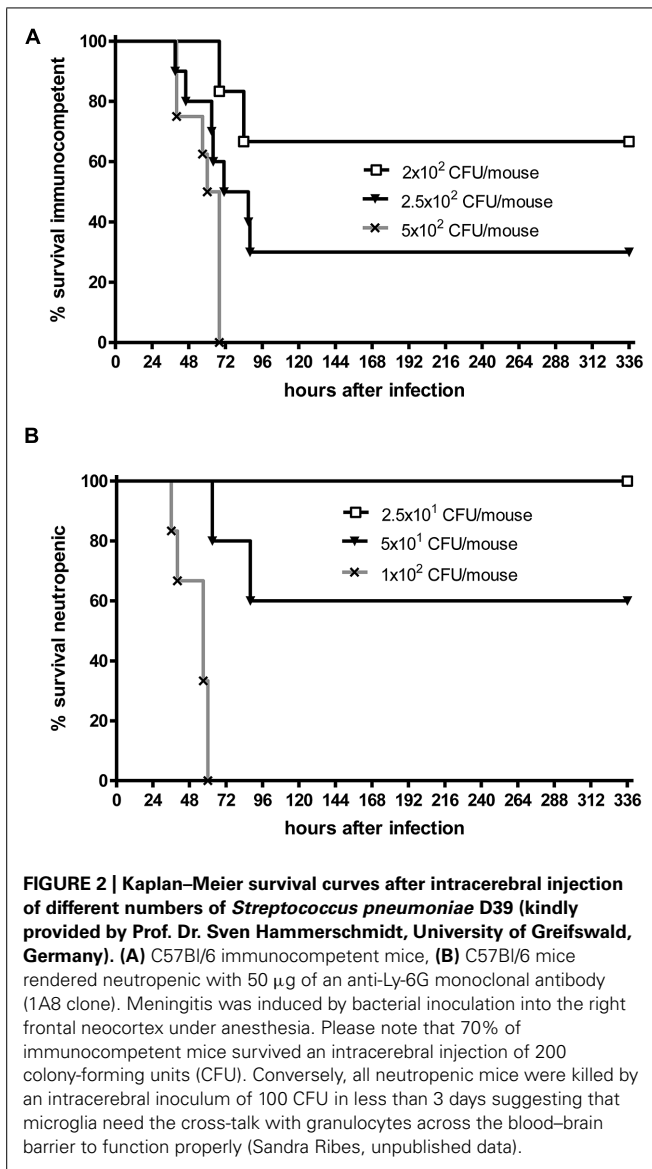 A
% survival immunocompetent
100
80
60
40
20
0
2x10² CFU/mouse
2.5x10² CFU/mouse
5x10² CFU/mouse
0 24 48 72 96 120 144 168 192 216 240 264 288 312 336
hours after infection
B
% survival neutropenic
100
80
60
40
20
0
2.5x10¹ CFU/mouse
5x10¹ CFU/mouse
1x10² CFU/mouse
0 24 48 72 96 120 144 168 192 216 240 264 288 312 336
hours after infection
FIGURE 2 | Kaplan–Meier survival curves after intracerebral injection
of different numbers of Streptococcus pneumoniae D39 (kindly
provided by Prof. Dr. Sven Hammerschmidt, University of Greifswald,
Germany). (A) C57Bl/6 immunocompetent mice, (B) C57Bl/6 mice
rendered neutropenic with 50 μg of an anti-Ly-6G monoclonal antibody
(1A8 clone). Meningitis was induced by bacterial inoculation into the right
frontal neocortex under anesthesia. Please note that 70% of
immunocompetent mice survived an intracerebral injection of 200
colony-forming units (CFU). Conversely, all neutropenic mice were killed by
an intracerebral inoculum of 100 CFU in less than 3 days suggesting that
microglia need the cross-talk with granulocytes across the blood–brain
barrier to function properly (Sandra Ribes, unpublished data).